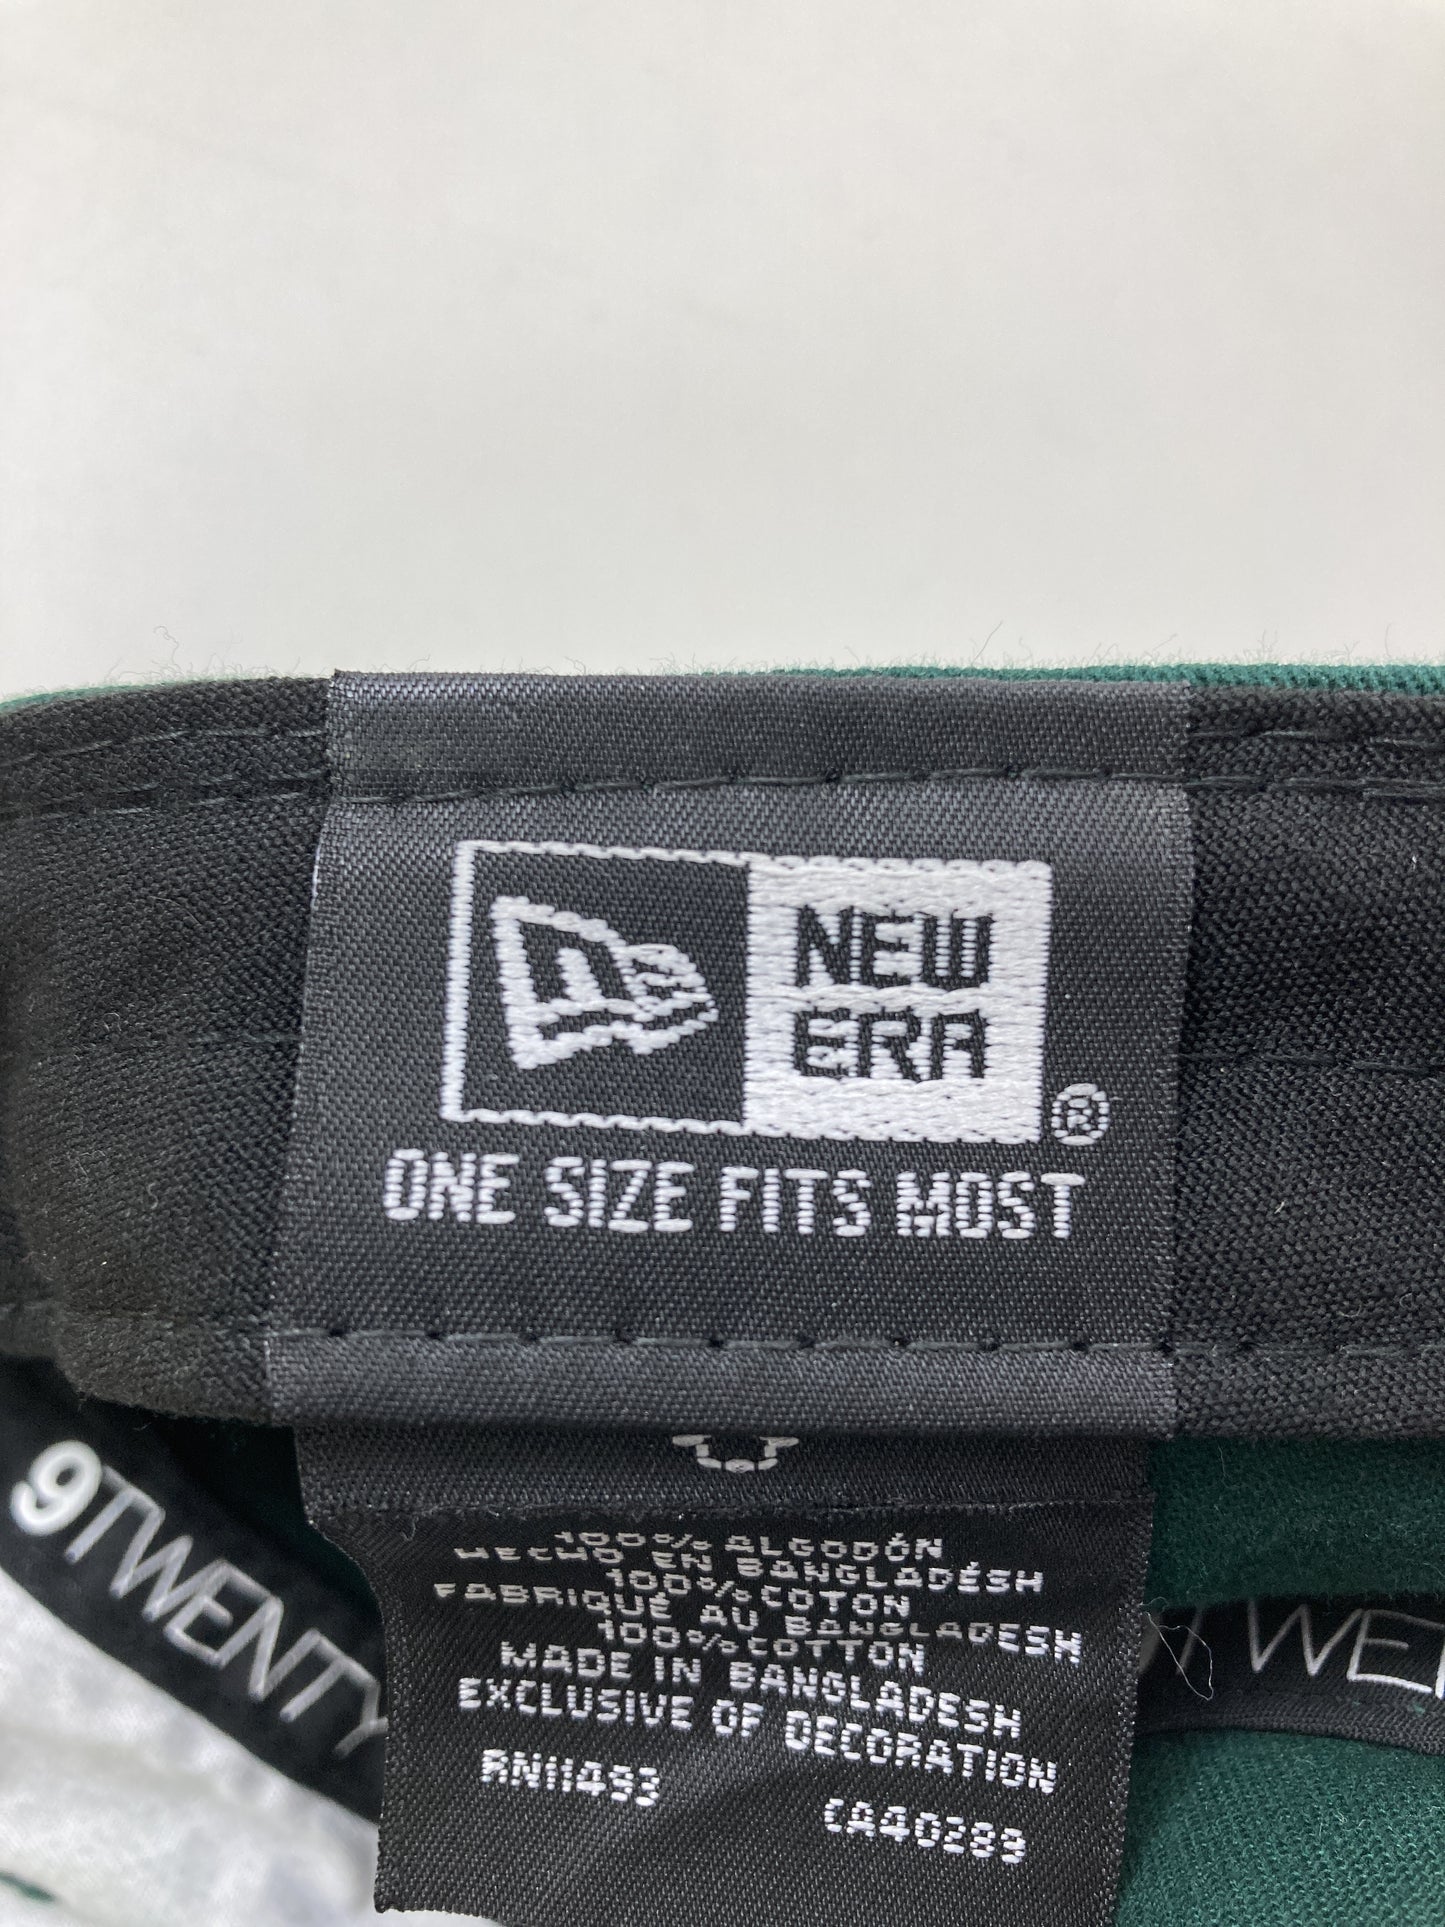 NEW
ERA
®
ONE SIZE FITS MOST
9TWENTY
100% ALGODÓN
HECHO EN BANGLADÉSH
100% COTON
FABRIQUÉ AU BANGLADESH
100% COTTON
MADE IN BANGLADESH
EXCLUSIVE OF DECORATION
RN11493
CA40289